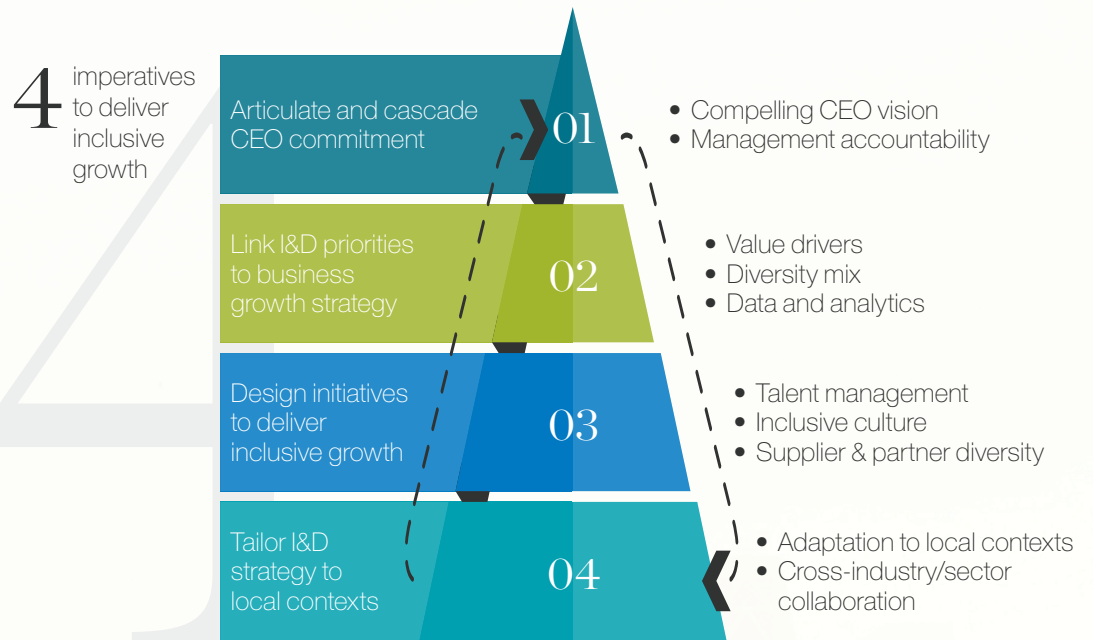 4
imperatives
to deliver
inclusive
growth
Articulate and cascade
CEO commitment
01
• Compelling CEO vision
• Management accountability
Link I&D priorities
to business
growth strategy
02
• Value drivers
• Diversity mix
• Data and analytics
Design initiatives
to deliver
inclusive growth
03
• Talent management
• Inclusive culture
• Supplier & partner diversity
Tailor I&D
strategy to
local contexts
04
• Adaptation to local contexts
• Cross-industry/sector
collaboration